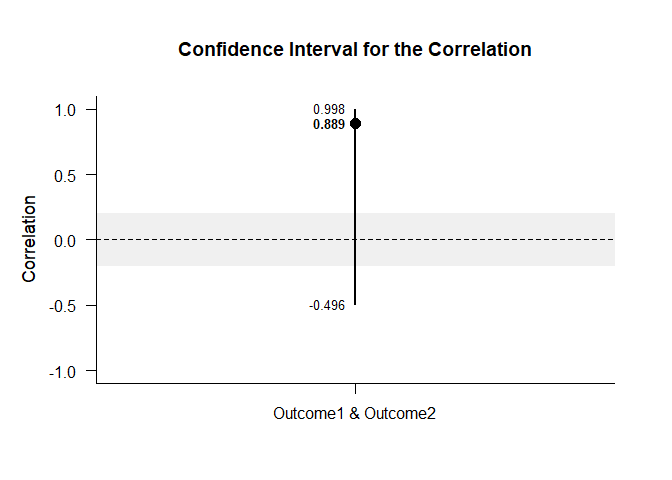 Confidence Interval for the Correlation
Correlation
1.0
0.5
0.0
-0.5
-1.0
0.998
0.889
-0.496
Outcome1 & Outcome2